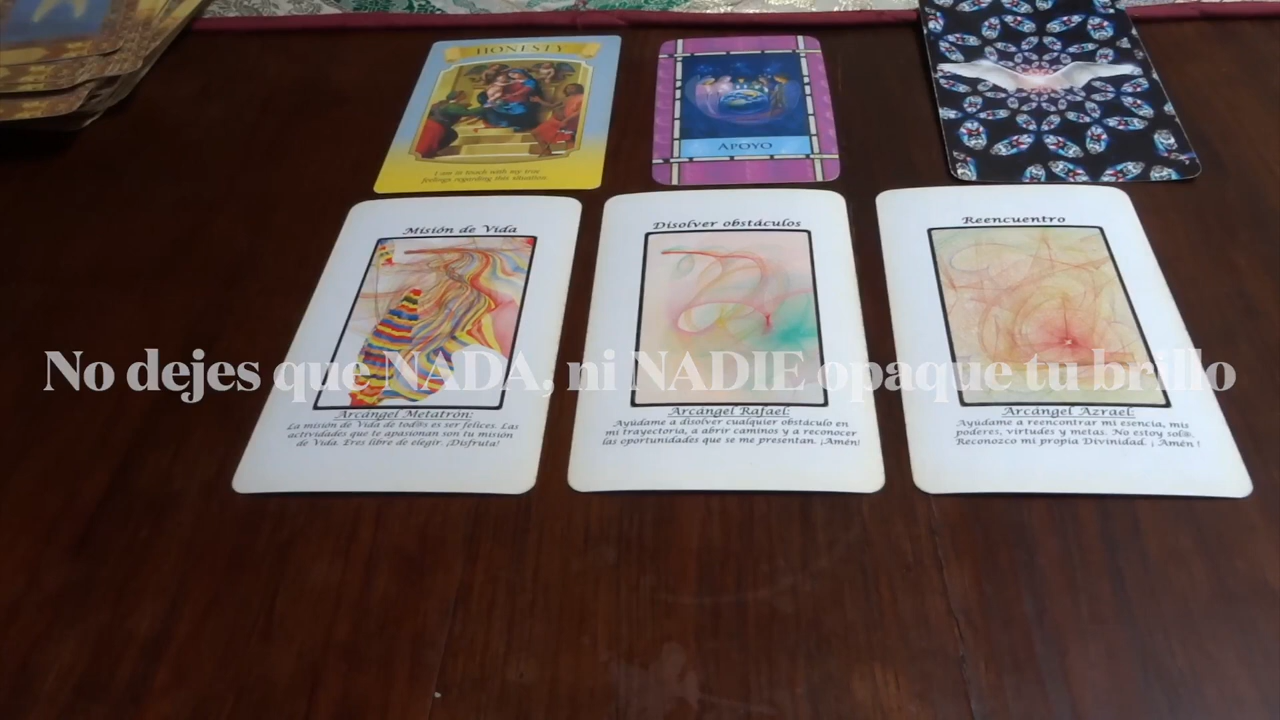 HONESTY
I am in touch with my true
feelings regarding this situation.
APOYO
Misión de Vida
Disolver obstáculos
Reencuentro
No dejes que NADA, ni NADIE opaque tu brillo
Arcángel Metatrón:
La misión de Vida de tod@s es ser felices. Las
actividades que te apasionan son tu misión
de Vida. Eres libre de elegir. ¡Disfruta!
Arcángel Rafael:
Ayúdame a disolver cualquier obstáculo en
mi trayectoria, a abrir caminos y a reconocer
las oportunidades que se me presentan. ¡Amén!
Arcángel Azrael:
Ayúdame a reencontrar mi esencia, mis
poderes, virtudes y metas. No estoy sol@.
Reconozco mi propia Divinidad. ¡ Amén !